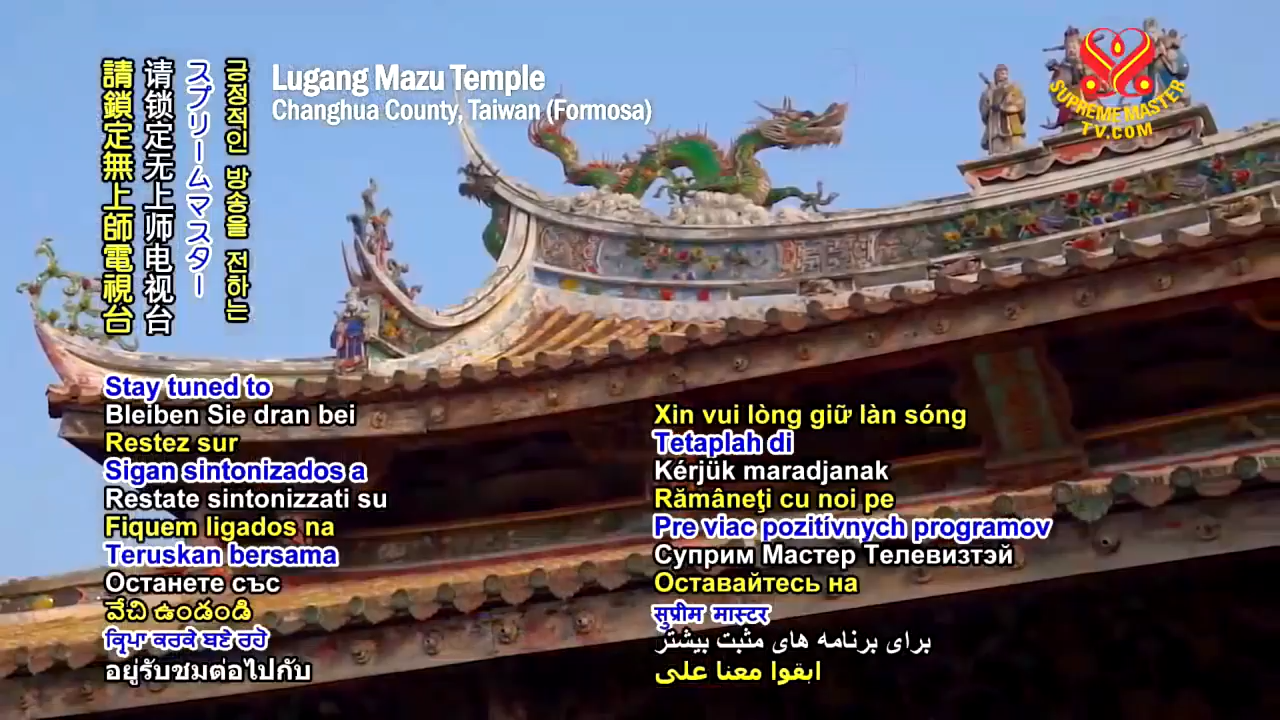 Lugang Mazu Temple
Changhua County, Taiwan (Formosa)
SUPREME MASTER
TV.COM
請鎖定無上師電視台
请锁定无上师电视台
スプリームマスター
긍정적인 방송을 전하는
Stay tuned to
Bleiben Sie dran bei
Restez sur
Sigan sintonizados a
Restate sintonizzati su
Fiquem ligados na
Teruskan bersama
Останете със
వేచి ఉండండి
ਕ੍ਰਿਪਾ ਕਰਕੇ ਬਣੇ ਰਹੋ
อยู่รับชมต่อไปกับ
Xin vui lòng giữ làn sóng
Tetaplah di
Kérjük maradjanak
Rămâneţi cu noi pe
Pre viac pozitívnych programov
Суприм Мастер Телевизтэй
Оставайтесь на
सुप्रीम मास्टर
برای برنامه های مثبت بیشتر
ابقوا معنا على